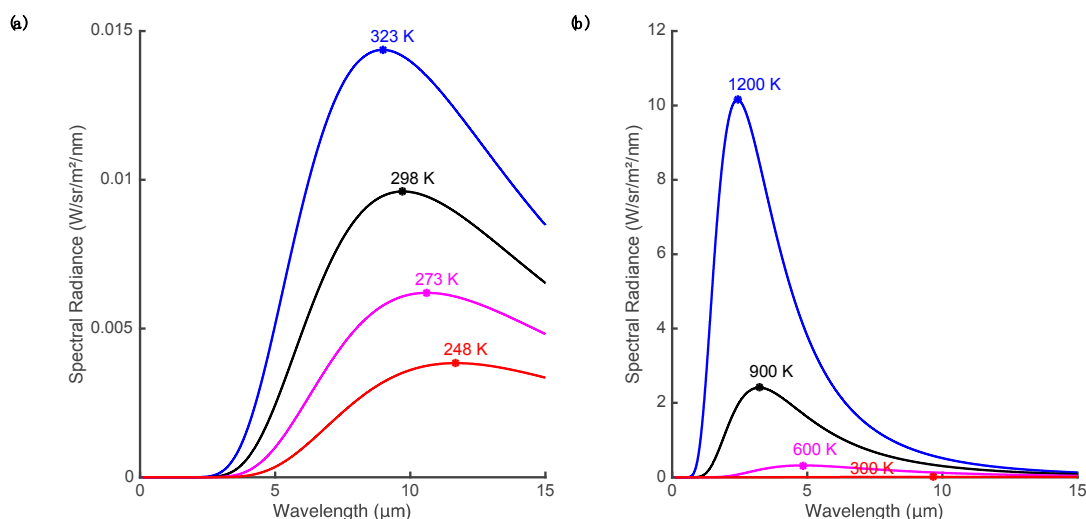 (a)
0.015
0.01
0.005
0
0
5
10
15
Spectral Radiance (W/sr/m²/nm)
Wavelength (μm)
323 K
298 K
273 K
248 K
(b)
12
10
8
6
4
2
0
0
5
10
15
Spectral Radiance (W/sr/m²/nm)
Wavelength (μm)
1200 K
900 K
600 K
300 K